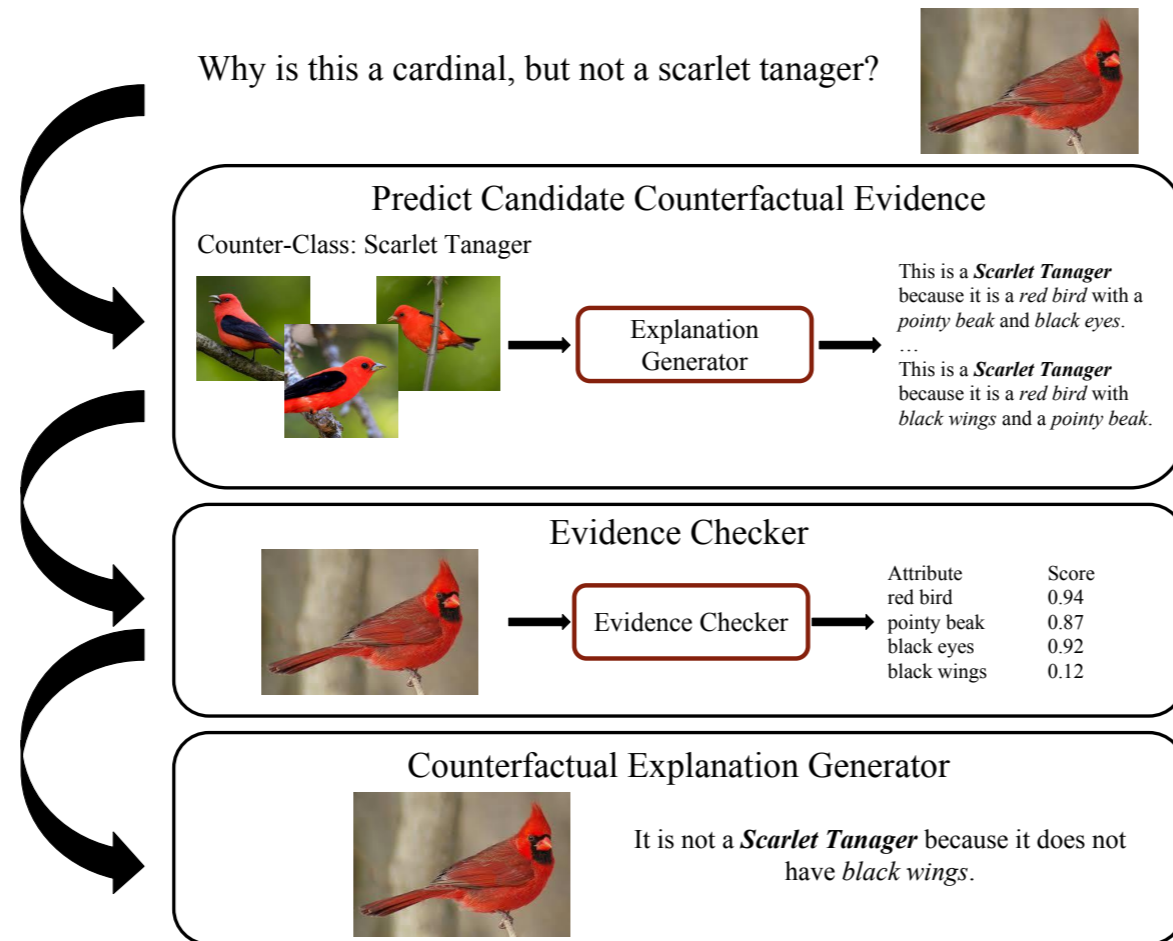 Why is this a cardinal, but not a scarlet tanager?
Predict Candidate Counterfactual Evidence
Counter-Class: Scarlet Tanager
Explanation
Generator
This is a Scarlet Tanager
because it is a red bird with a
pointy beak and black eyes.
…
This is a Scarlet Tanager
because it is a red bird with
black wings and a pointy beak.
Evidence Checker
Evidence Checker
Attribute Score
red bird 0.94
pointy beak 0.87
black eyes 0.92
black wings 0.12
Counterfactual Explanation Generator
It is not a Scarlet Tanager because it does not
have black wings.